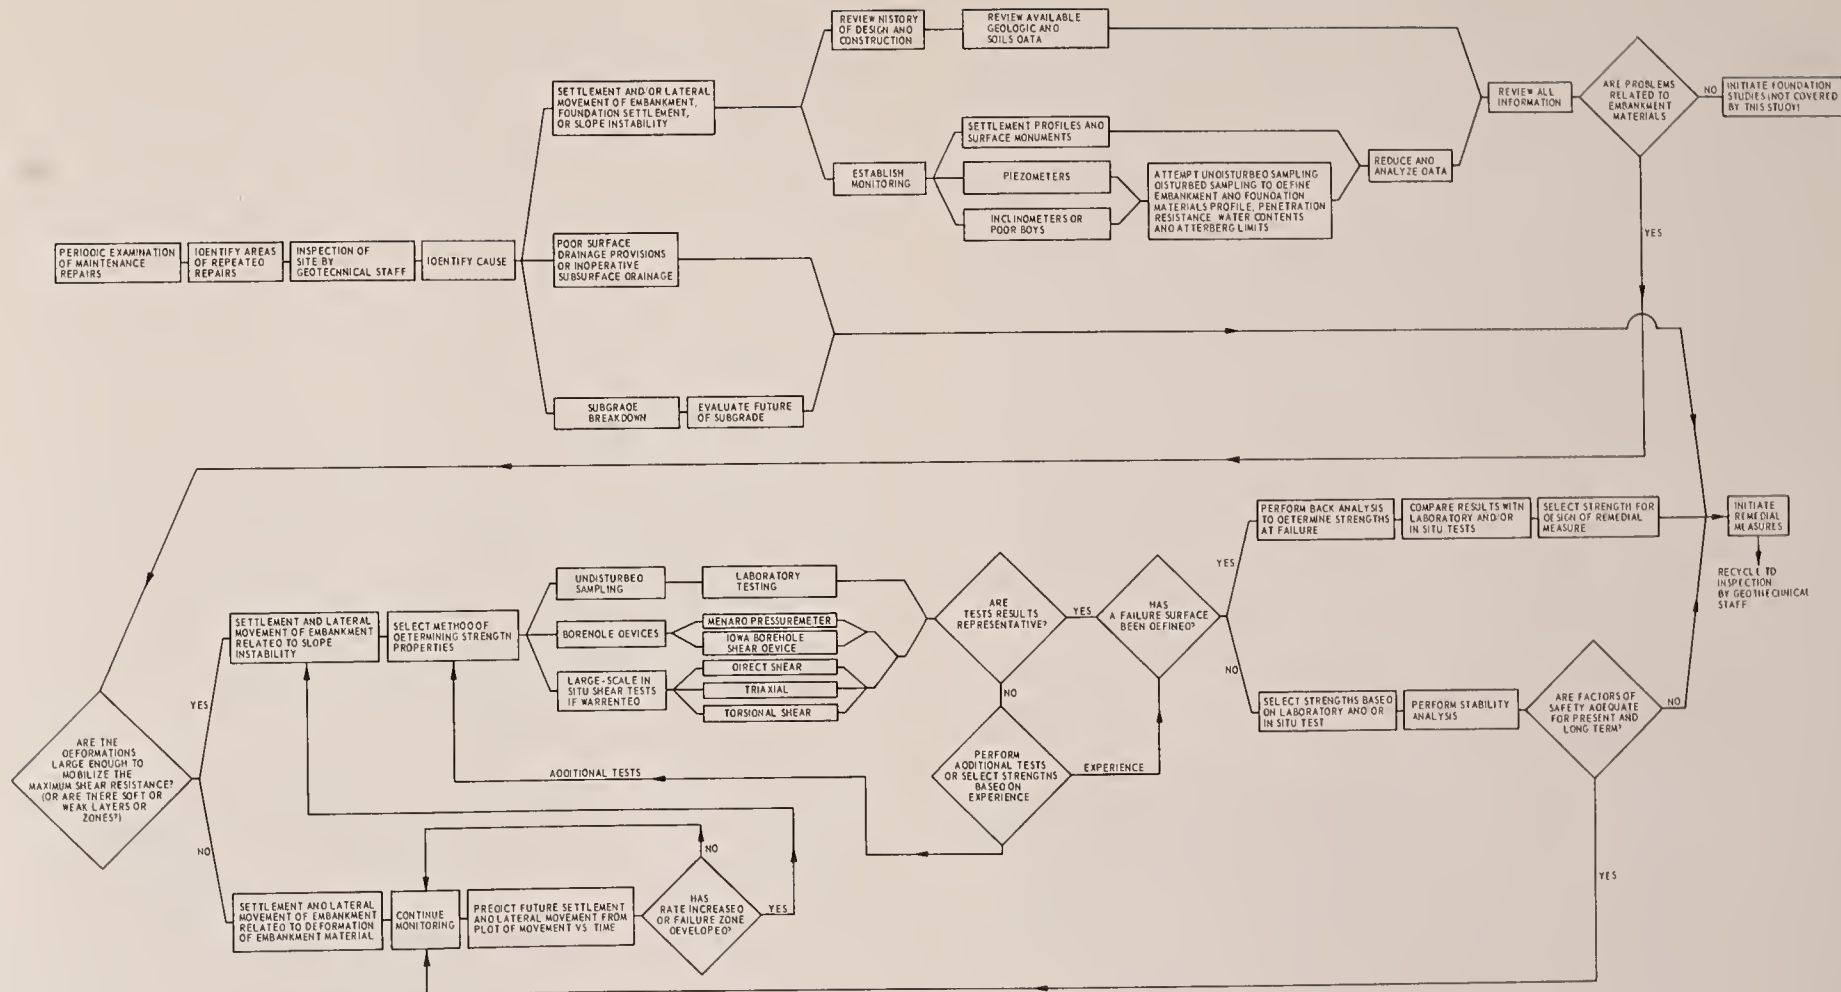 REVIEW NISTORY
OF DESIGN AND
CONSTRUCTION
REVIEW AVAILABLE
GEOLOGIC AND
SOILS DATA
SETTLEMENT AND/OR LATERAL
MOVEMENT OF EMBANKMENT,
FOUNDATION SETTLEMENT,
OR SLOPE INSTABILITY
REVIEW ALL
INFORMATION
ARE PROBLEMS
RELATED TO
EMBANKMENT
MATERIALS
NO
INITIATE FOUNDATION
STUDIES (NOT COVERED
BY THIS STUDY)
SETTLEMENT PROFILES AND
SURFACE MONUMENTS
ESTABLISH
MONITORING
PIEZOMETERS
INCLINOMETERS OR
POOR BOYS
ATTEMPT UNDISTURBED SAMPLING
DISTURBED SAMPLING TO DEFINE
EMBANKMENT AND FOUNDATION
MATERIALS PROFILE, PENETRATION
RESISTANCE WATER CONTENTS
AND ATTERBERG LIMITS
REDUCE AND
ANALYZE DATA
YES
PERIODIC EXAMINATION
OF MAINTENANCE
REPAIRS
IDENTIFY AREAS
OF REPEATED
REPAIRS
INSPECTION OF
SITE BY
GEOTECHNICAL STAFF
IDENTIFY CAUSE
POOR SURFACE
DRAINAGE PROVISIONS
OR INOPERATIVE
SUBSURFACE DRAINAGE
SUBGRADE
BREAKDOWN
EVALUATE FUTURE
OF SUBGRADE
PERFORM BACK ANALYSIS
TO DETERMINE STRENGTHS
AT FAILURE
COMPARE RESULTS WITH
LABORATORY AND/OR
IN SITU TESTS
SELECT STRENGTH FOR
DESIGN OF REMEDIAL
MEASURE
INITIATE
REMEDIAL
MEASURES
RECYCLE TO
INSPECTION
BY GEOTHECLINICAL
STAFF
YES
SETTLEMENT AND LATERAL
MOVEMENT OF EMBANKMENT
RELATED TO SLOPE
INSTABILITY
SELECT METHOD OF
DETERMINING STRENGTH
PROPERTIES
UNDISTURBED
SAMPLING
LABORATORY
TESTING
BOREHOLE DEVICES
MENARD PRESSUREMETER
IOWA BOREHOLE
SHEAR DEVICE
LARGE-SCALE IN
SITU SHEAR TESTS
IF WARRENTED
DIRECT SHEAR
TRIAXIAL
TORSIONAL SHEAR
ARE
TESTS RESULTS
REPRESENTATIVE?
YES
HAS
A FAILURE SURFACE
BEEN DEFINED?
NO
SELECT STRENGTHS BASED
ON LABORATORY AND/OR
IN SITU TEST
PERFORM STABILITY
ANALYSIS
ARE FACTORS OF
SAFETY ADEQUATE
FOR PRESENT AND
LONG TERM?
NO
YES
NO
PERFORM
ADDITIONAL TESTS
OR SELECT STRENGTHS
BASED ON
EXPERIENCE
EXPERIENCE
ADDITIONAL TESTS
YES
ARE THE
DEFORMATIONS
LARGE ENOUGH TO
MOBILIZE THE
MAXIMUM SHEAR RESISTANCE?
(OR ARE THERE SOFT OR
WEAK LAYERS OR
ZONES?)
NO
SETTLEMENT AND LATERAL
MOVEMENT OF EMBANKMENT
RELATED TO DEFORMATION
OF EMBANKMENT MATERIAL
CONTINUE
MONITORING
PREDICT FUTURE SETTLEMENT
AND LATERAL MOVEMENT FROM
PLOT OF MOVEMENT VS TIME
NO
HAS
RATE INCREASED
OR FAILURE ZONE
DEVELOPED?
YES